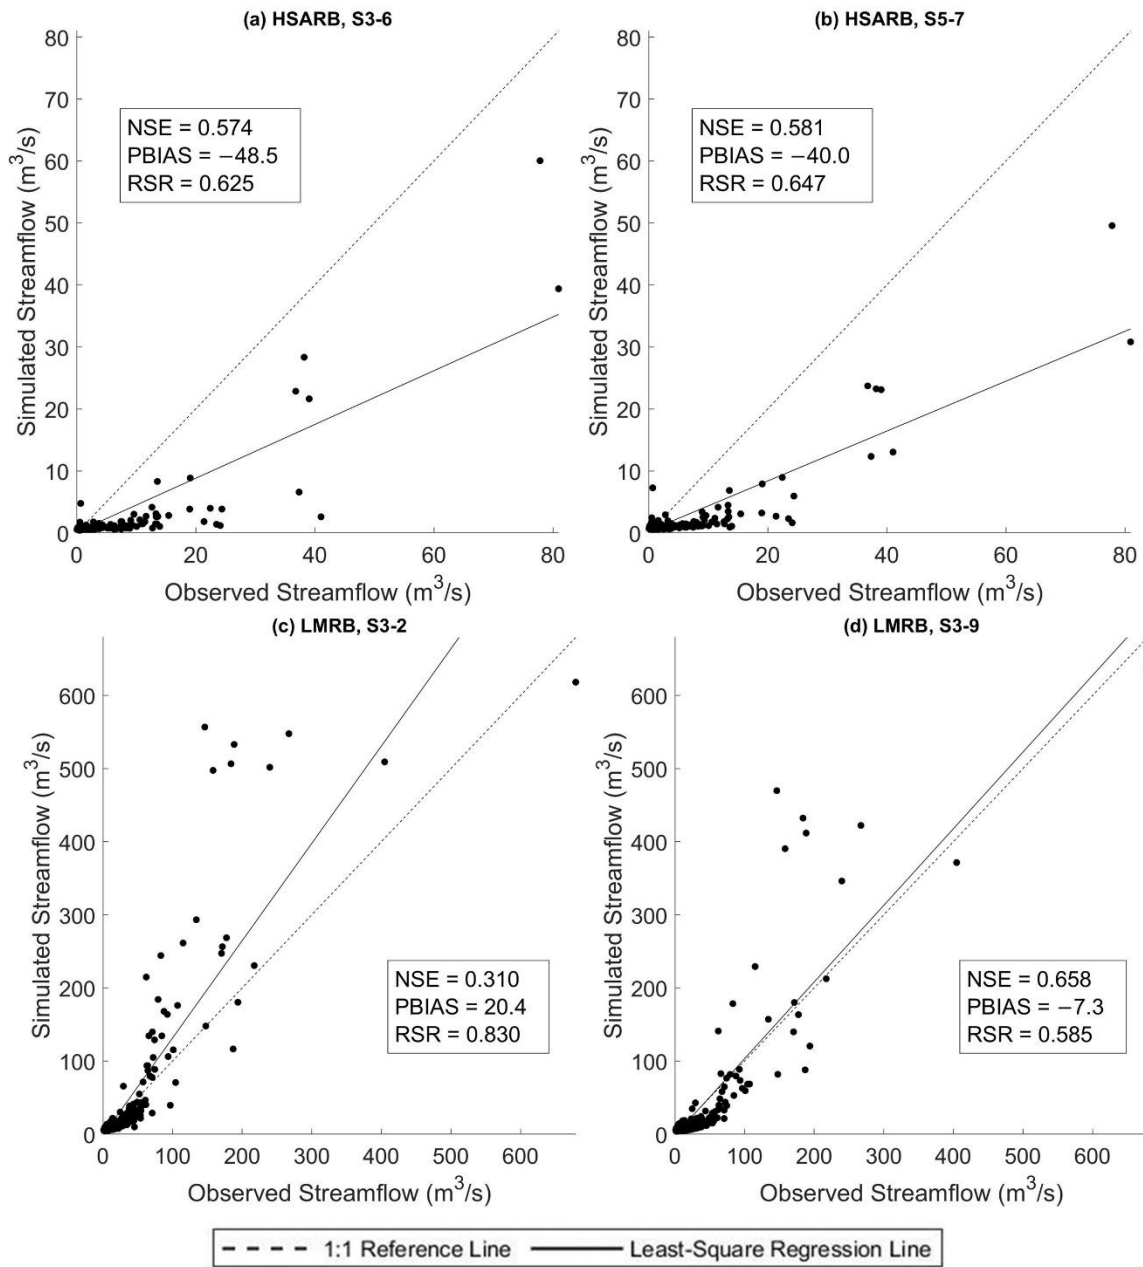 (a) HSARB, S3-6
80
70
60
50
40
30
20
10
0
Simulated Streamflow (m³/s)
NSE = 0.574
PBIAS = −48.5
RSR = 0.625
0 20 40 60 80
Observed Streamflow (m³/s)
(b) HSARB, S5-7
80
70
60
50
40
30
20
10
0
Simulated Streamflow (m³/s)
NSE = 0.581
PBIAS = −40.0
RSR = 0.647
0 20 40 60 80
Observed Streamflow (m³/s)
(c) LMRB, S3-2
600
500
400
300
200
100
0
Simulated Streamflow (m³/s)
NSE = 0.310
PBIAS = 20.4
RSR = 0.830
0 100 200 300 400 500 600
Observed Streamflow (m³/s)
(d) LMRB, S3-9
600
500
400
300
200
100
0
Simulated Streamflow (m³/s)
NSE = 0.658
PBIAS = −7.3
RSR = 0.585
0 100 200 300 400 500 600
Observed Streamflow (m³/s)
1:1 Reference Line Least-Square Regression Line